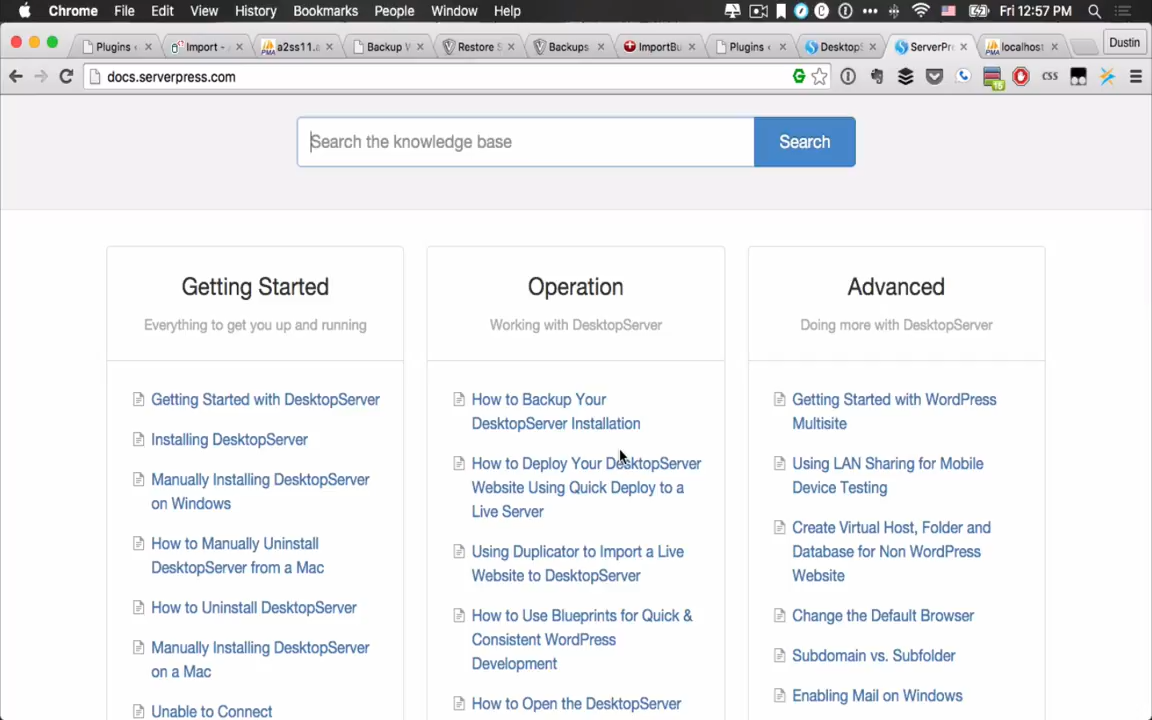 Chrome File Edit View History Bookmarks People Window Help Fri 12:57 PM
Plugins Import - a2ss11. Backup Restore Backups ImportBu Plugins Desktop ServerPr localhost Dustin
docs.serverpress.com 15 CSS
Search the knowledge base Search
Getting Started
Everything to get you up and running
Getting Started with DesktopServer
Installing DesktopServer
Manually Installing DesktopServer
on Windows
How to Manually Uninstall
DesktopServer from a Mac
How to Uninstall DesktopServer
Manually Installing DesktopServer
on a Mac
Unable to Connect
Operation
Working with DesktopServer
How to Backup Your
DesktopServer Installation
How to Deploy Your DesktopServer
Website Using Quick Deploy to a
Live Server
Using Duplicator to Import a Live
Website to DesktopServer
How to Use Blueprints for Quick &
Consistent WordPress
Development
How to Open the DesktopServer
Advanced
Doing more with DesktopServer
Getting Started with WordPress
Multisite
Using LAN Sharing for Mobile
Device Testing
Create Virtual Host, Folder and
Database for Non WordPress
Website
Change the Default Browser
Subdomain vs. Subfolder
Enabling Mail on Windows